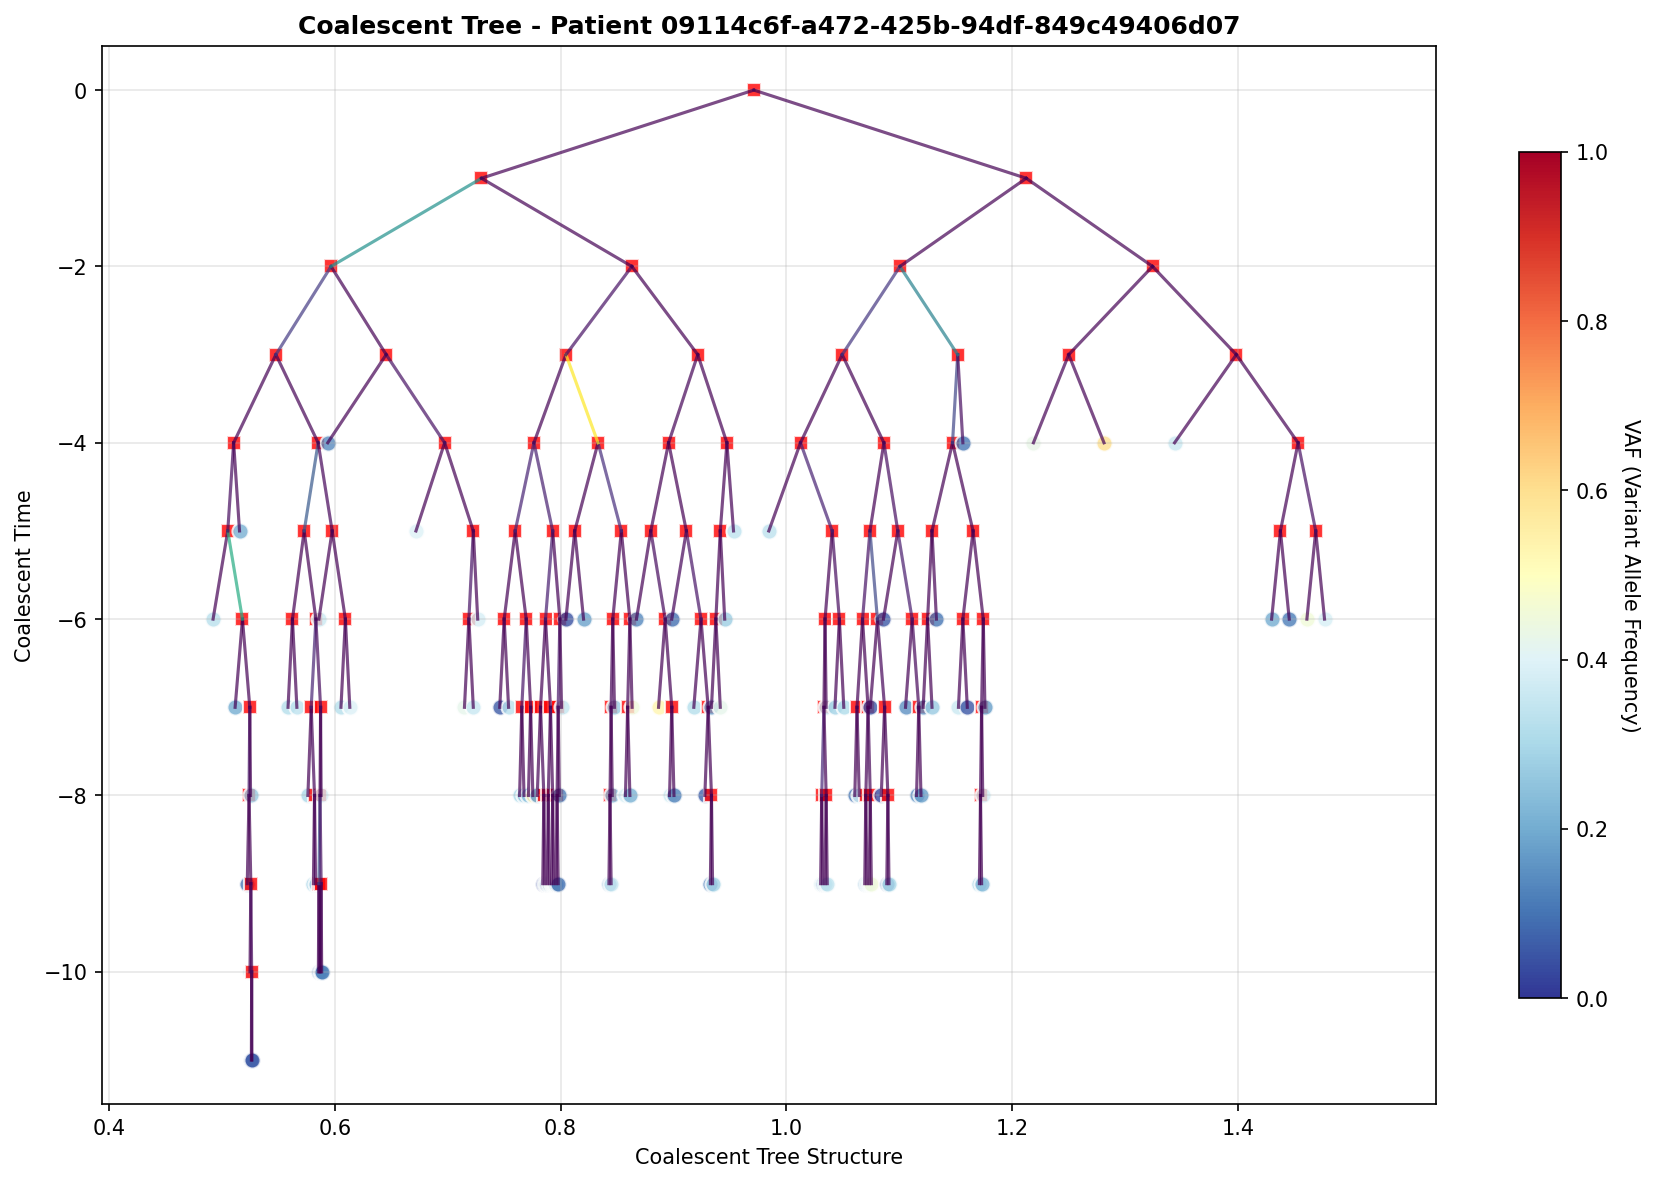 Coalescent Tree - Patient 09114c6f-a472-425b-94df-849c49406d07
0
−2
−4
−6
−8
−10
Coalescent Time
0.4 0.6 0.8 1.0 1.2 1.4
Coalescent Tree Structure
1.0
0.8
0.6
0.4
0.2
0.0
VAF (Variant Allele Frequency)